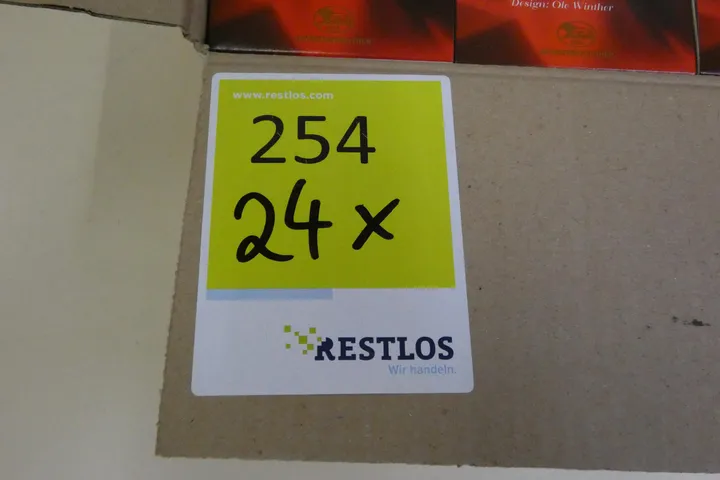 Design: Ole Winther
www.restlos.com
254
24 x
RESTLOS
Wir handeln.